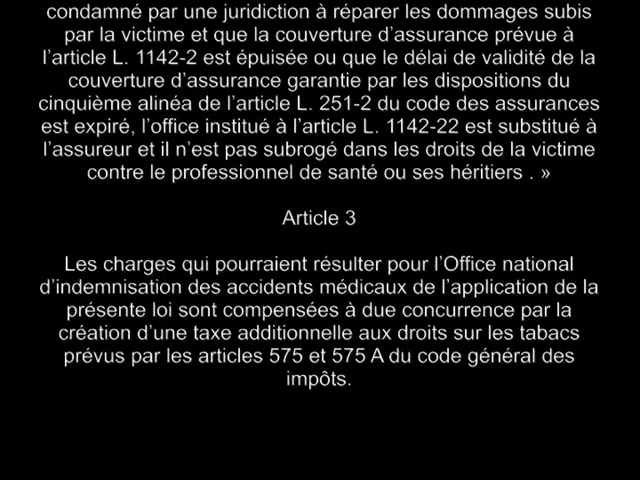 condamné par une juridiction à réparer les dommages subis
par la victime et que la couverture d’assurance prévue à
l’article L. 1142-2 est épuisée ou que le délai de validité de la
couverture d’assurance garantie par les dispositions du
cinquième alinéa de l’article L. 251-2 du code des assurances
est expiré, l’office institué à l’article L. 1142-22 est substitué à
l’assureur et il n’est pas subrogé dans les droits de la victime
contre le professionnel de santé ou ses héritiers . »
Article 3
Les charges qui pourraient résulter pour l’Office national
d’indemnisation des accidents médicaux de l’application de la
présente loi sont compensées à due concurrence par la
création d’une taxe additionnelle aux droits sur les tabacs
prévus par les articles 575 et 575 A du code général des
impôts.